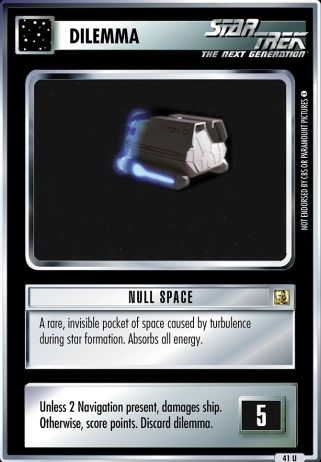 DILEMMA
STAR TREK
THE NEXT GENERATION
NOT ENDORSED BY CBS OR PARAMOUNT PICTURES
NULL SPACE
A rare, invisible pocket of space caused by turbulence
during star formation. Absorbs all energy.
Unless 2 Navigation present, damages ship.
Otherwise, score points. Discard dilemma.
5
41 U